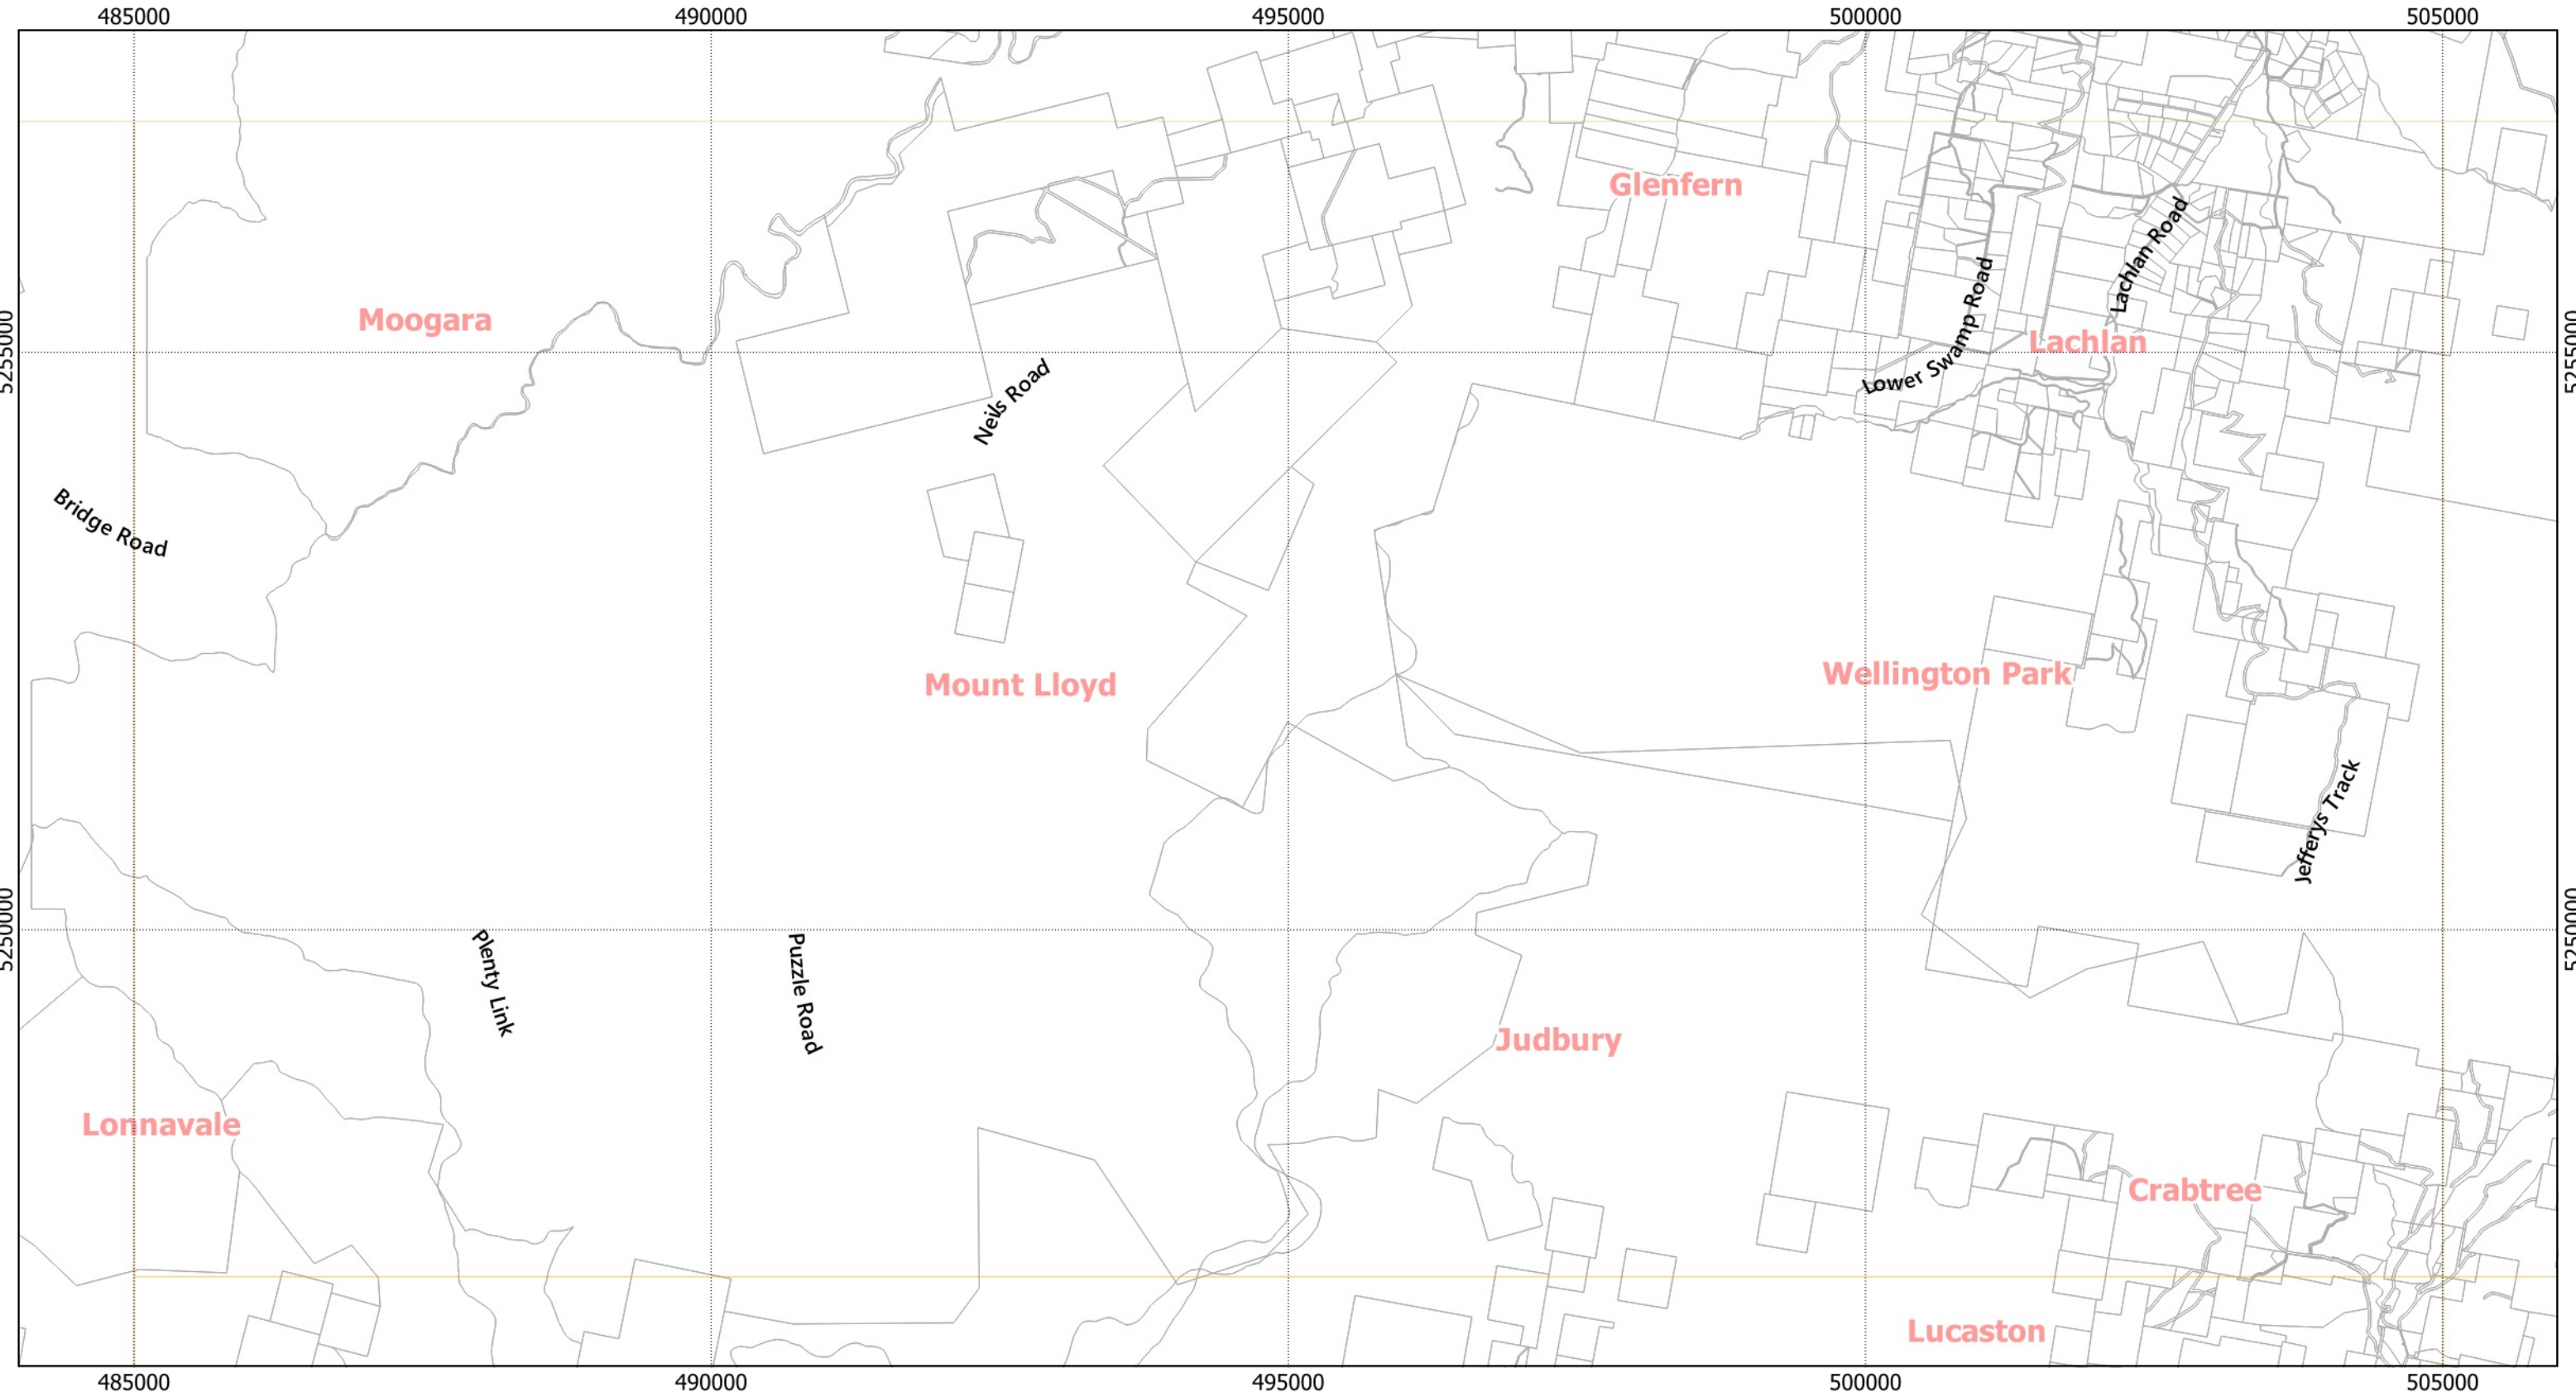 485000 490000 495000 500000 505000
Glenfern
Lachlan Road
5255000
Moogara
Lower Swamp Road
Lachlan
5255000
Neils Road
Bridge Road
Mount Lloyd
Wellington Park
Jefferys Track
5250000
Plenty Link
Puzzle Road
5250000
Judbury
Lonnavale
Crabtree
Lucaston
485000 490000 495000 500000 505000